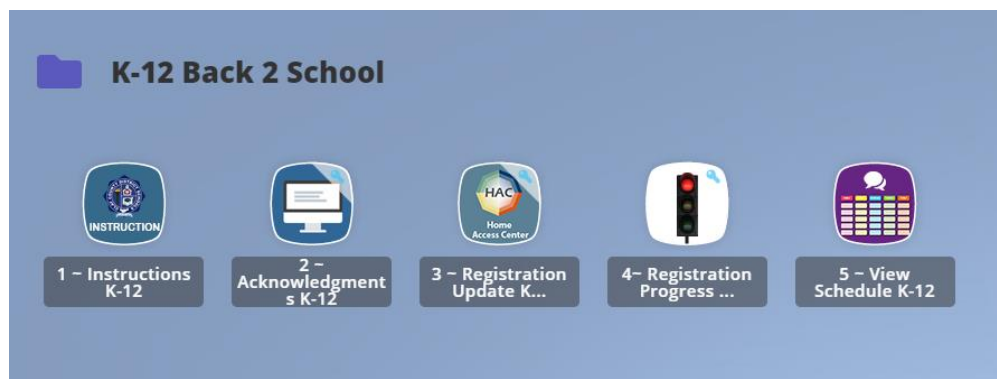 K-12 Back 2 School
INSTRUCTION
HAC
Home
Access Center
1 ~ Instructions
K-12
2 ~
Acknowledgment
s K-12
3 ~ Registration
Update K...
4~ Registration
Progress ...
5 ~ View
Schedule K-12